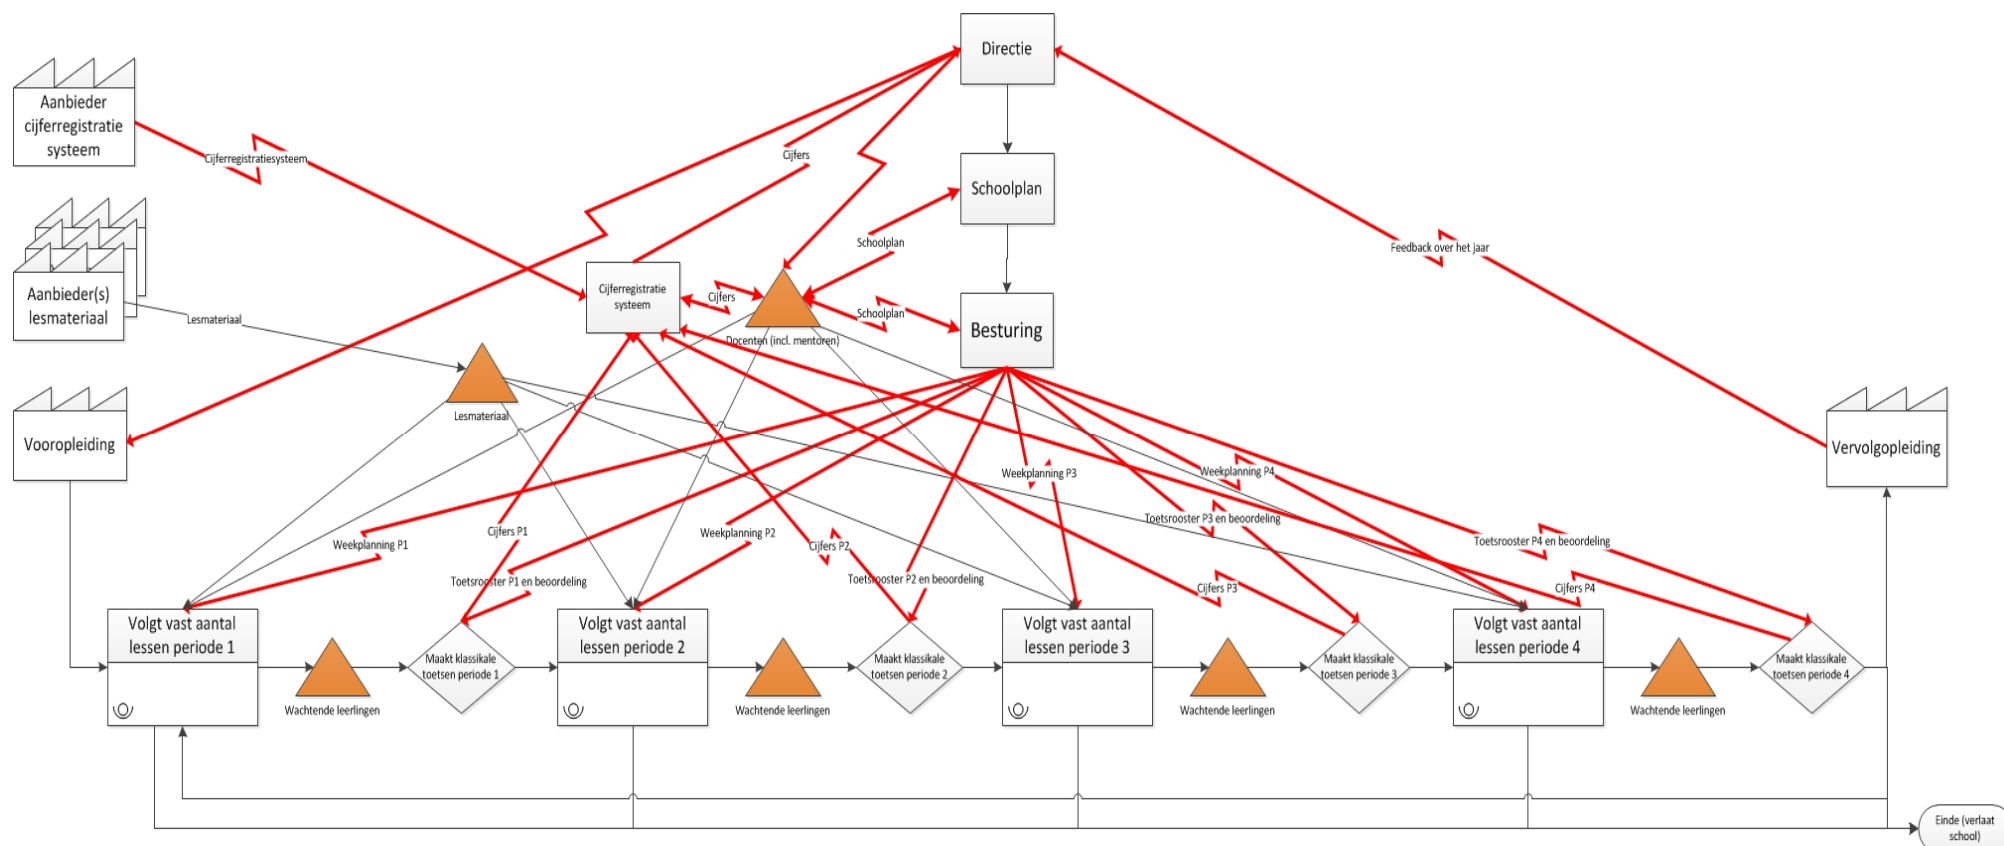 Directie
Aanbieder
cijferregistratie
systeem
Cijferregistratiesysteem
Cijfers
Schoolplan
Schoolplan
Feedback over het jaar
Aanbieder(s)
lesmateriaal
Lesmateriaal
Cijferregistratie
systeem
Cijfers
Schoolplan
Besturing
Docenten (incl. mentoren)
Lesmateriaal
Vooropleiding
Vervolgopleiding
Weekplanning P3
Weekplanning P4
Weekplanning P1
Cijfers P1
Weekplanning P2
Cijfers P2
Toetsrooster P3 en beoordeling
Toetsrooster P4 en beoordeling
Toetsrooster P1 en beoordeling
Toetsrooster P2 en beoordeling
Cijfers P3
Cijfers P4
Volgt vast aantal
lessen periode 1
Wachtende leerlingen
Maakt klassikale
toetsen periode 1
Volgt vast aantal
lessen periode 2
Wachtende leerlingen
Maakt klassikale
toetsen periode 2
Volgt vast aantal
lessen periode 3
Wachtende leerlingen
Maakt klassikale
toetsen periode 3
Volgt vast aantal
lessen periode 4
Wachtende leerlingen
Maakt klassikale
toetsen periode 4
Einde (verlaat
school)